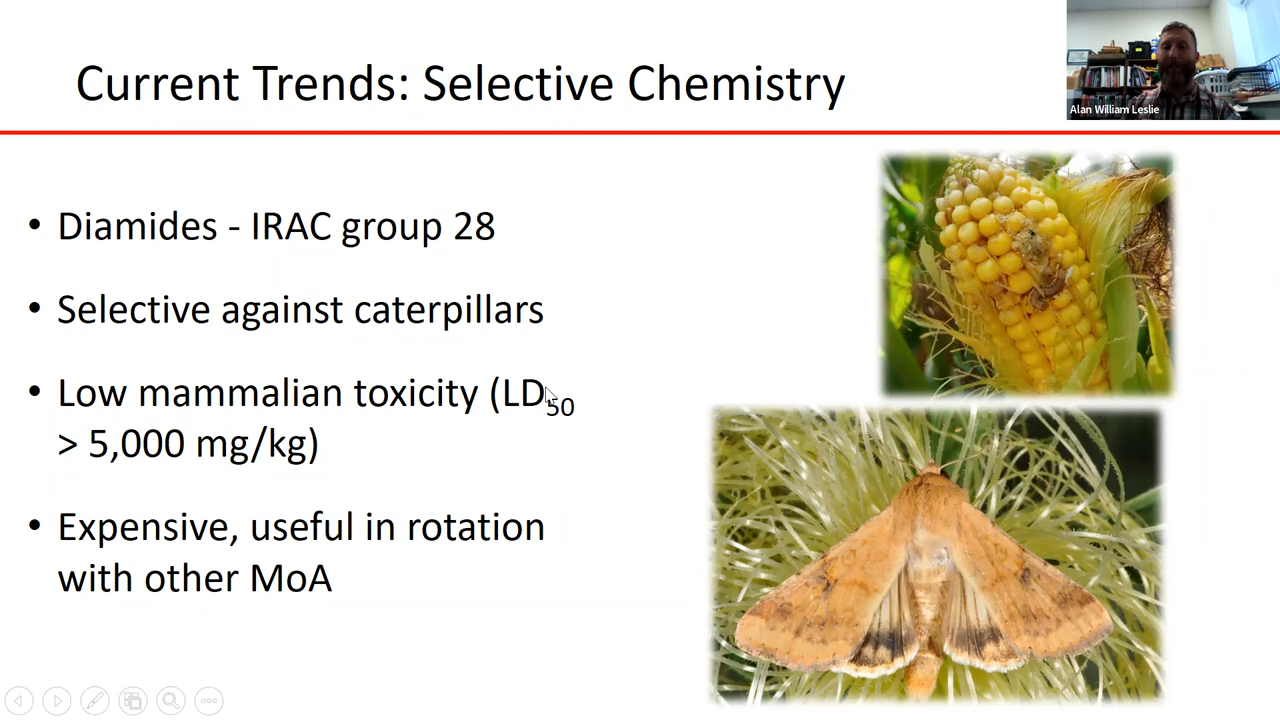 Current Trends: Selective Chemistry
Alan William Leslie
• Diamides - IRAC group 28
• Selective against caterpillars
• Low mammalian toxicity (LD50
> 5,000 mg/kg)
• Expensive, useful in rotation
with other MoA